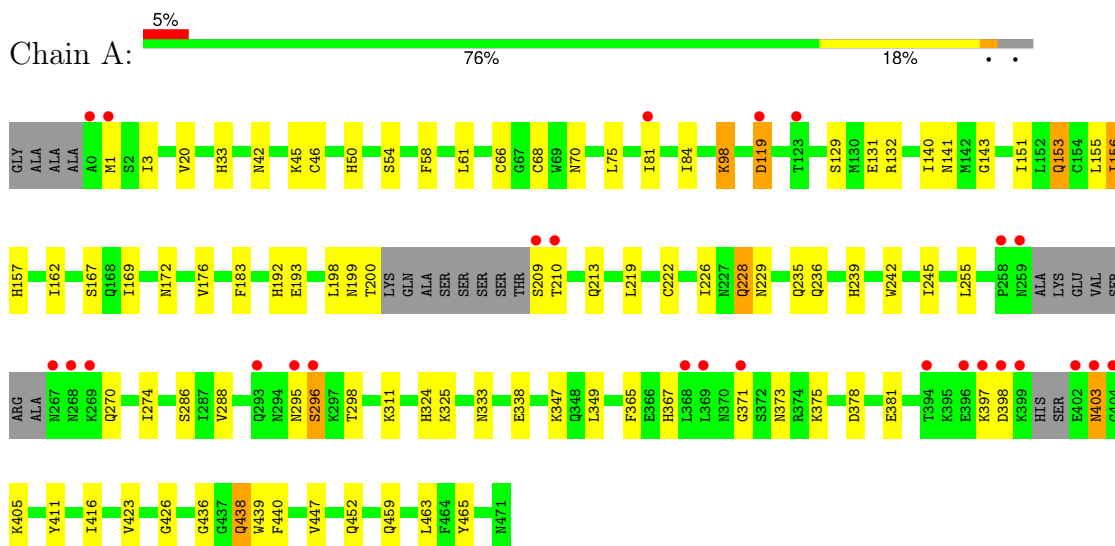 5%
Chain A:
76% 18% • •
GLY ALA ALA ALA A0 M1 S2 I3 V20 H33 N42 K45 C46 H50 S54 F58 L61 C66 G67 C68 W69 N70 L75 I81 I84 K98 D119 T123 S129 M130 E131 R132 I140 N141 M142 G143 I151 L152 Q153 C154 L155 I156
H157 I162 S167 Q168 I169 N172 V176 F183 H192 E193 L198 N199 T200 LYS GLN ALA SER SER SER SER THR S209 T210 Q213 L219 C222 I226 N227 Q228 N229 Q235 Q236 H239 W242 I245 L255 P258 N259 ALA LYS GLU VAL SER
ARG ALA N267 N268 K269 Q270 I274 S286 I287 V288 Q293 N294 N295 S296 K297 T298 K311 H324 K325 N333 E338 K347 Q348 L349 F365 E366 H367 L368 L369 N370 G371 S372 N373 R374 K375 D378 E381 T394 K395 E396 K397 D398 K399 HIS SER E402 N403
K405 Y411 I416 V423 G426 G436 G437 Q438 W439 F440 V447 Q452 Q459 L463 F464 Y465 N471